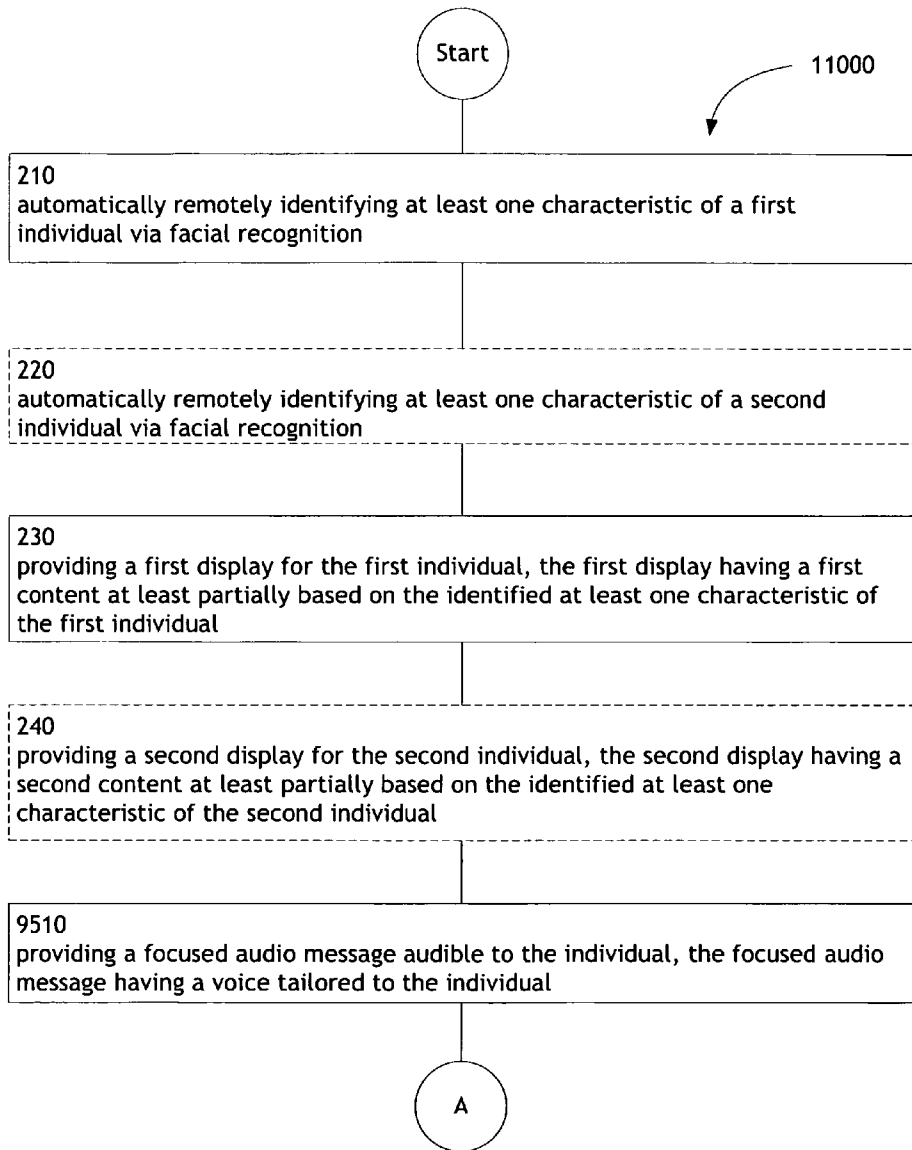 Start
11000
210
automatically remotely identifying at least one characteristic of a first
individual via facial recognition
220
automatically remotely identifying at least one characteristic of a second
individual via facial recognition
230
providing a first display for the first individual, the first display having a first
content at least partially based on the identified at least one characteristic of
the first individual
240
providing a second display for the second individual, the second display having a
second content at least partially based on the identified at least one
characteristic of the second individual
9510
providing a focused audio message audible to the individual, the focused audio
message having a voice tailored to the individual
A